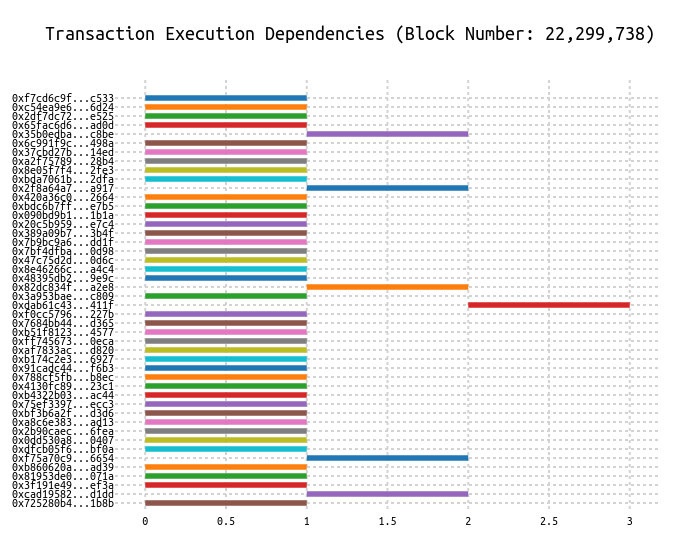 Transaction Execution Dependencies (Block Number: 22,299,738)
0xf7cd6c9f...c533
0xc54ea9e6...6d24
0x2df7dc72...e525
0x65fac6d6...ad0d
0x35b0edba...c8be
0x6c991f9c...498a
0x37cbd27b...14ed
0xa2f75789...28b4
0x8e05f7f4...2fe3
0xbda7061b...2dfa
0x2f8a64a7...a917
0x420a36c0...2664
0xbdc6b7ff...e7b5
0x090bd9b1...1b1a
0x20c5b959...e7c4
0x389a09b7...3b4f
0x7b9bc9a6...dd1f
0x7bf4dfba...0d98
0x47c75d2d...0d6c
0x8e46266c...a4c4
0x48395db2...9e9c
0x82dc834f...a2e8
0x3a953bae...c809
0xdab61c43...411f
0xf0cc5796...227b
0x7684bb44...d365
0xb51f8123...4577
0xff745673...0eca
0xaf7833ac...d820
0xb174c2e3...6927
0x91cadc44...f6b3
0x788cf5fb...b8ec
0x4130fc89...23c1
0xb4322b03...ac44
0x75ef3397...ecc3
0xbf3b6a2f...d3d6
0xa8c6e383...ad13
0x2b90caec...6fea
0x0dd530a8...0407
0xdfcb05f6...bf0a
0xf75a70c9...6654
0xb860620a...ad39
0x81953de0...071a
0x3f191e49...ef3a
0xcad19582...d1dd
0x725280b4...1b8b
0 0.5 1 1.5 2 2.5 3